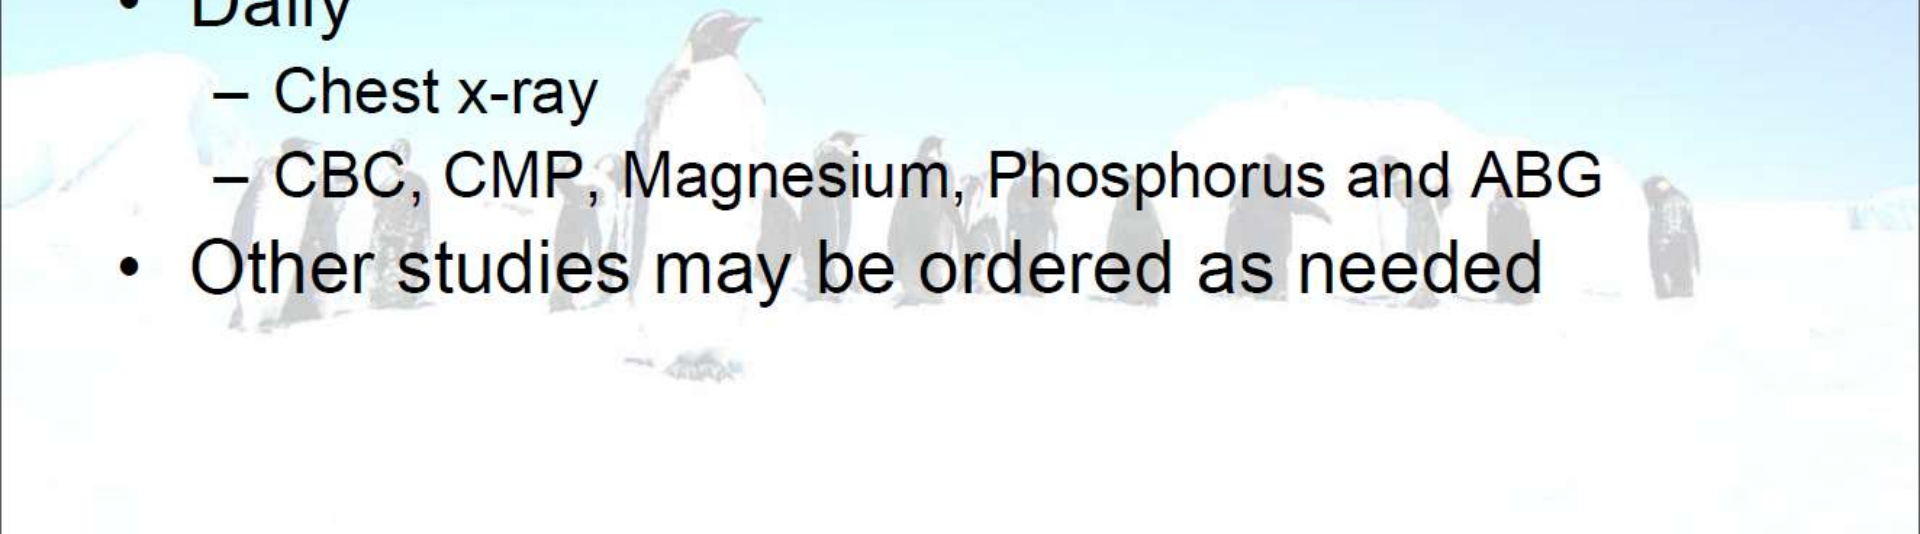 • Daily
– Chest x-ray
– CBC, CMP, Magnesium, Phosphorus and ABG
• Other studies may be ordered as needed